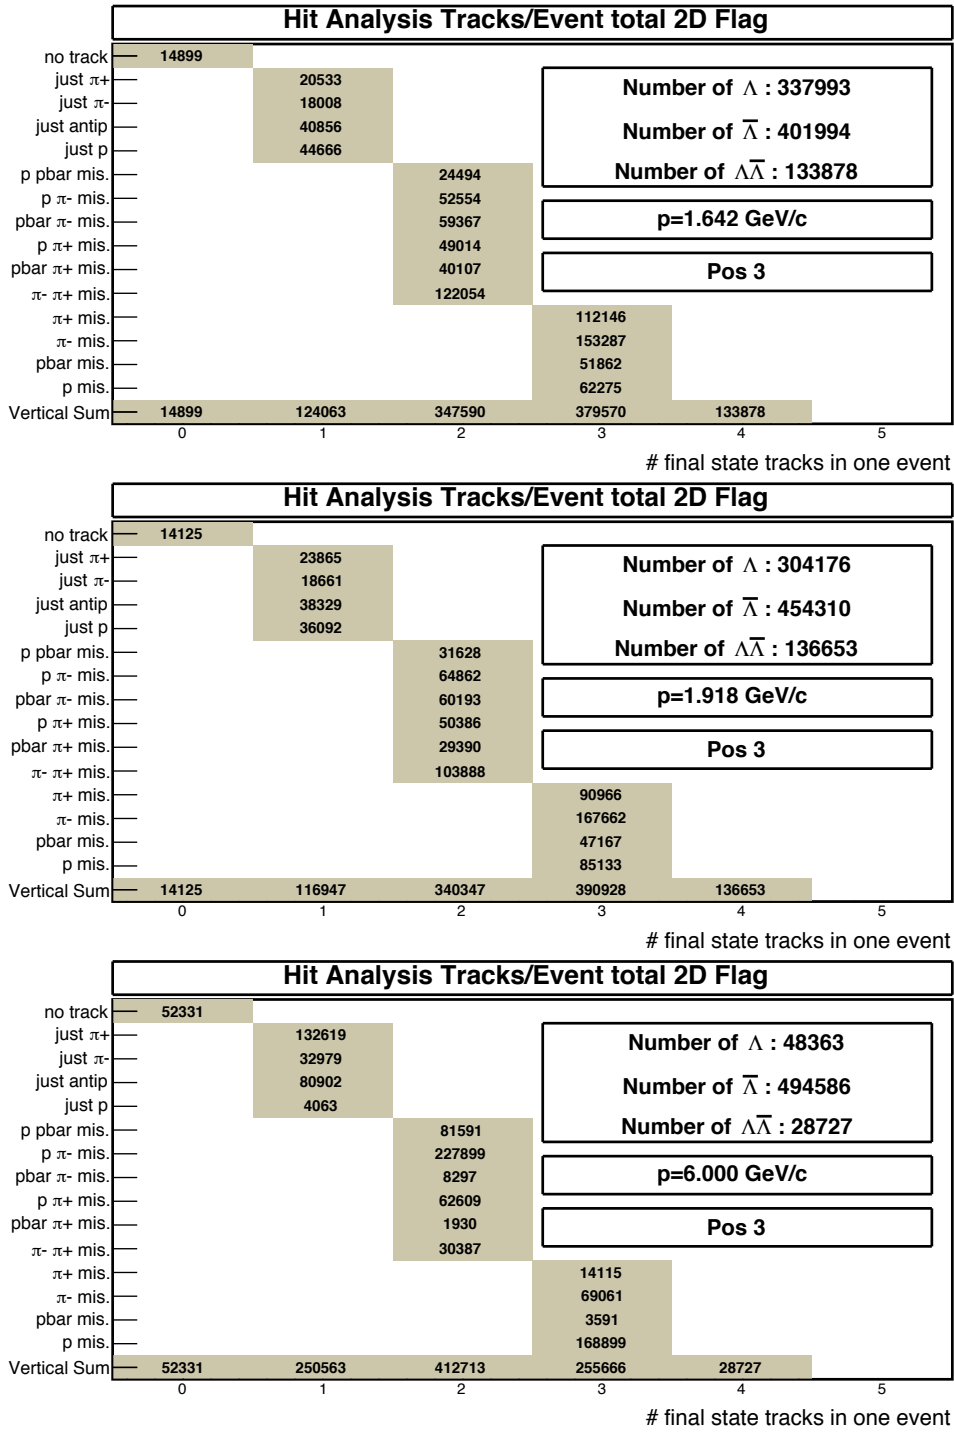 Hit Analysis Tracks/Event total 2D Flag
no track 14899
just π+ 20533
just π- 18008
just antip 40856
just p 44666
p pbar mis. 24494
p π- mis. 52554
pbar π- mis. 59367
p π+ mis. 49014
pbar π+ mis. 40107
π- π+ mis. 122054
π+ mis. 112146
π- mis. 153287
pbar mis. 51862
p mis. 62275
Vertical Sum 14899 124063 347590 379570 133878
0 1 2 3 4 5
# final state tracks in one event
Number of Λ : 337993
Number of Λ̅ : 401994
Number of ΛΛ̅ : 133878
p=1.642 GeV/c
Pos 3
Hit Analysis Tracks/Event total 2D Flag
no track 14125
just π+ 23865
just π- 18661
just antip 38329
just p 36092
p pbar mis. 31628
p π- mis. 64862
pbar π- mis. 60193
p π+ mis. 50386
pbar π+ mis. 29390
π- π+ mis. 103888
π+ mis. 90966
π- mis. 167662
pbar mis. 47167
p mis. 85133
Vertical Sum 14125 116947 340347 390928 136653
0 1 2 3 4 5
# final state tracks in one event
Number of Λ : 304176
Number of Λ̅ : 454310
Number of ΛΛ̅ : 136653
p=1.918 GeV/c
Pos 3
Hit Analysis Tracks/Event total 2D Flag
no track 52331
just π+ 132619
just π- 32979
just antip 80902
just p 4063
p pbar mis. 81591
p π- mis. 227899
pbar π- mis. 8297
p π+ mis. 62609
pbar π+ mis. 1930
π- π+ mis. 30387
π+ mis. 14115
π- mis. 69061
pbar mis. 3591
p mis. 168899
Vertical Sum 52331 250563 412713 255666 28727
0 1 2 3 4 5
# final state tracks in one event
Number of Λ : 48363
Number of Λ̅ : 494586
Number of ΛΛ̅ : 28727
p=6.000 GeV/c
Pos 3